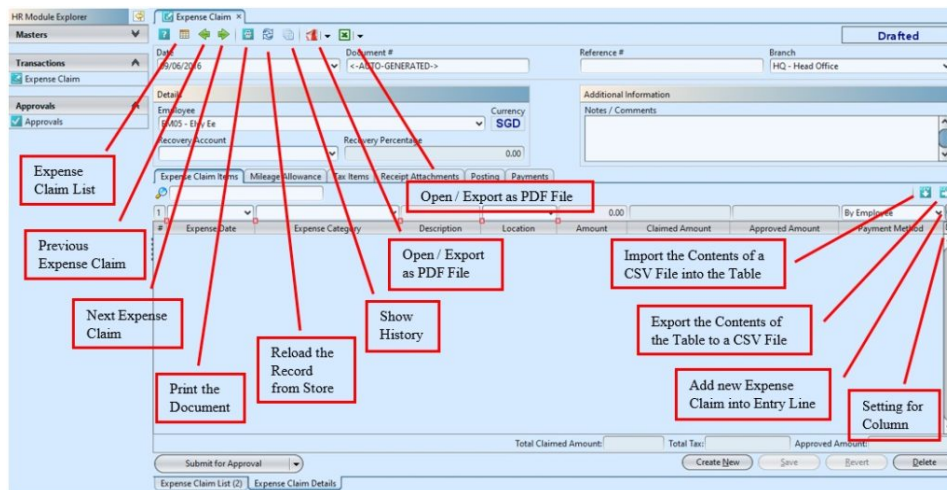 HR Module Explorer
Expense Claim ×
Masters
Drafted
Date
Document #
Reference #
Branch
Transactions
09/06/2016
<-AUTO-GENERATED->
HQ - Head Office
Expense Claim
Details
Additional Information
Approvals
Employee
Currency
Notes / Comments
Approvals
SGD
Recovery Account
Recovery Percentage
0.00
Expense Claim Items
Mileage Allowance
Tax Items
Receipt Attachments
Posting
Payments
Expense
Claim List
Open / Export as PDF File
1
0.00
By Employee
# Expense Date Expense Category Description Location Amount Claimed Amount Approved Amount Payment Method
Previous
Expense Claim
Open / Export
as PDF File
Import the Contents of a
CSV File into the Table
Next Expense
Claim
Show
History
Export the Contents of
the Table to a CSV File
Reload the
Record
from Store
Print the
Document
Add new Expense
Claim into Entry Line
Setting for
Column
Total Claimed Amount:
Total Tax:
Approved Amount:
Submit for Approval
Create New
Save
Revert
Delete
Expense Claim List (2)
Expense Claim Details